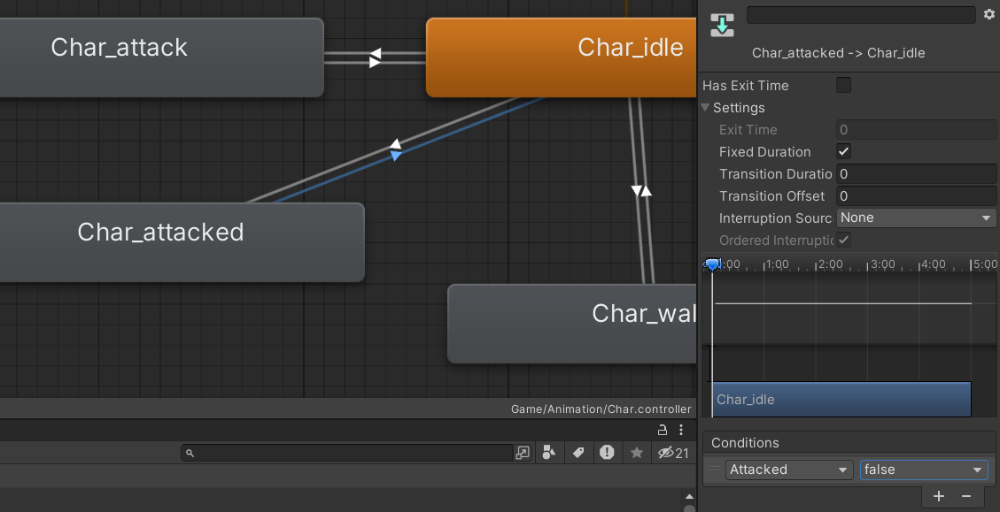 Char_attack
Char_idle
Char_attacked
Char_wal
Game/Animation/Char.controller
21
Char_attacked -> Char_idle
Has Exit Time
Settings
Exit Time 0
Fixed Duration
Transition Duratio 0
Transition Offset 0
Interruption Sourc None
Ordered Interruptio
:00 1:00 2:00 3:00 4:00 5:00
Char_idle
Conditions
Attacked false